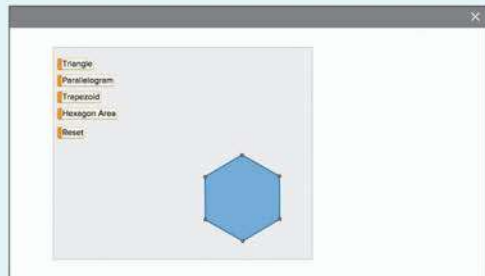 Triangle
Parallelogram
Trapezoid
Hexagon Area
Reset